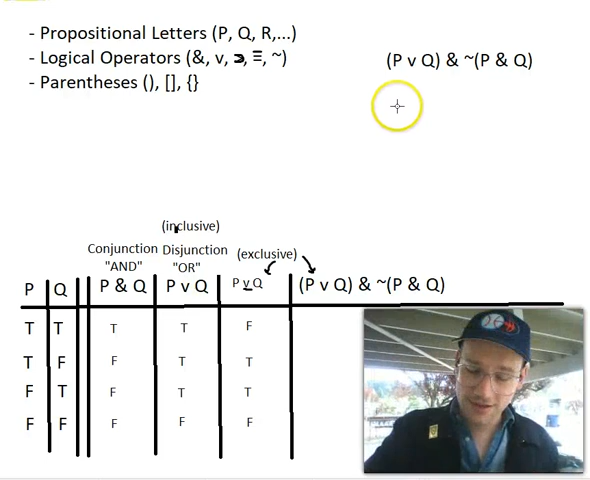 - Propositional Letters (P, Q, R,...)
- Logical Operators (&, v, ⊃, ≡, ~)
- Parentheses (), [], {}
(P v Q) & ~(P & Q)
(inclusive)
Conjunction Disjunction (exclusive)
"AND" "OR"
P Q P & Q P v Q P v Q (P v Q) & ~(P & Q)
T T T T F
T F F T T
F T F T T
F F F F F